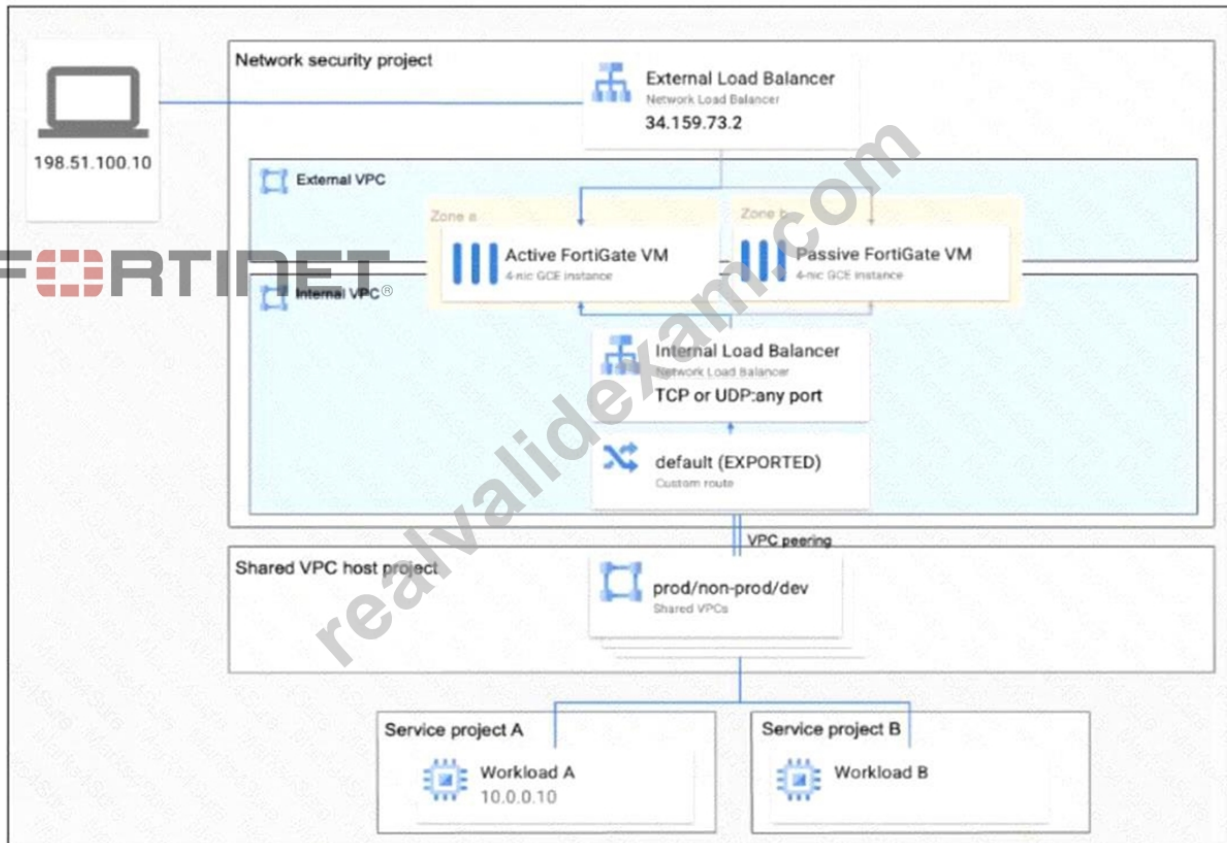 Network security project
External Load Balancer
Network Load Balancer
34.159.73.2
198.51.100.10
External VPC
Zone a
Zone b
Active FortiGate VM
4-nic GCE instance
Passive FortiGate VM
4-nic GCE instance
FORTINET®
Internal VPC
Internal Load Balancer
Network Load Balancer
TCP or UDP:any port
default (EXPORTED)
Custom route
VPC peering
Shared VPC host project
prod/non-prod/dev
Shared VPCs
Service project A
Service project B
Workload A
10.0.0.10
Workload B
realvalidexam.com